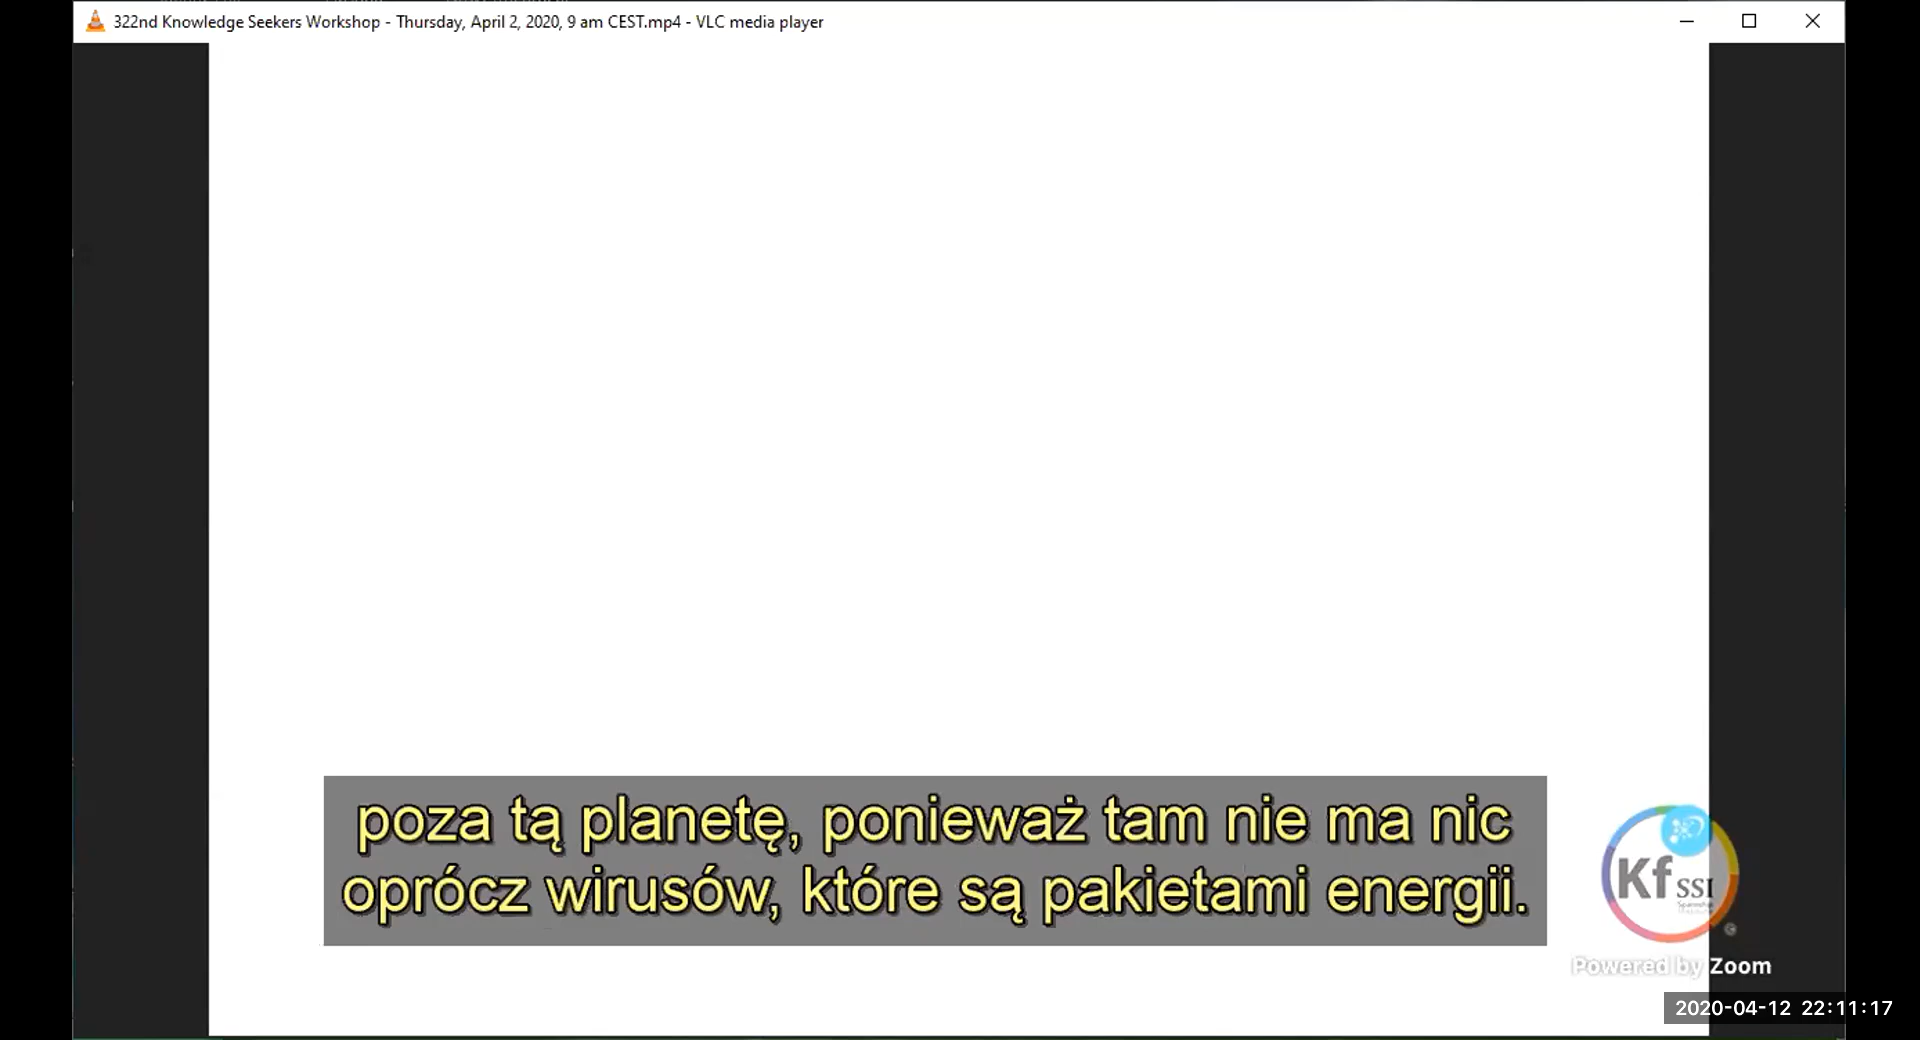 322nd Knowledge Seekers Workshop - Thursday, April 2, 2020, 9 am CEST.mp4 - VLC media player
poza tą planetę, ponieważ tam nie ma nic
oprócz wirusów, które są pakietami energii.
Kf SSI
Powered by Zoom
2020-04-12 22:11:17